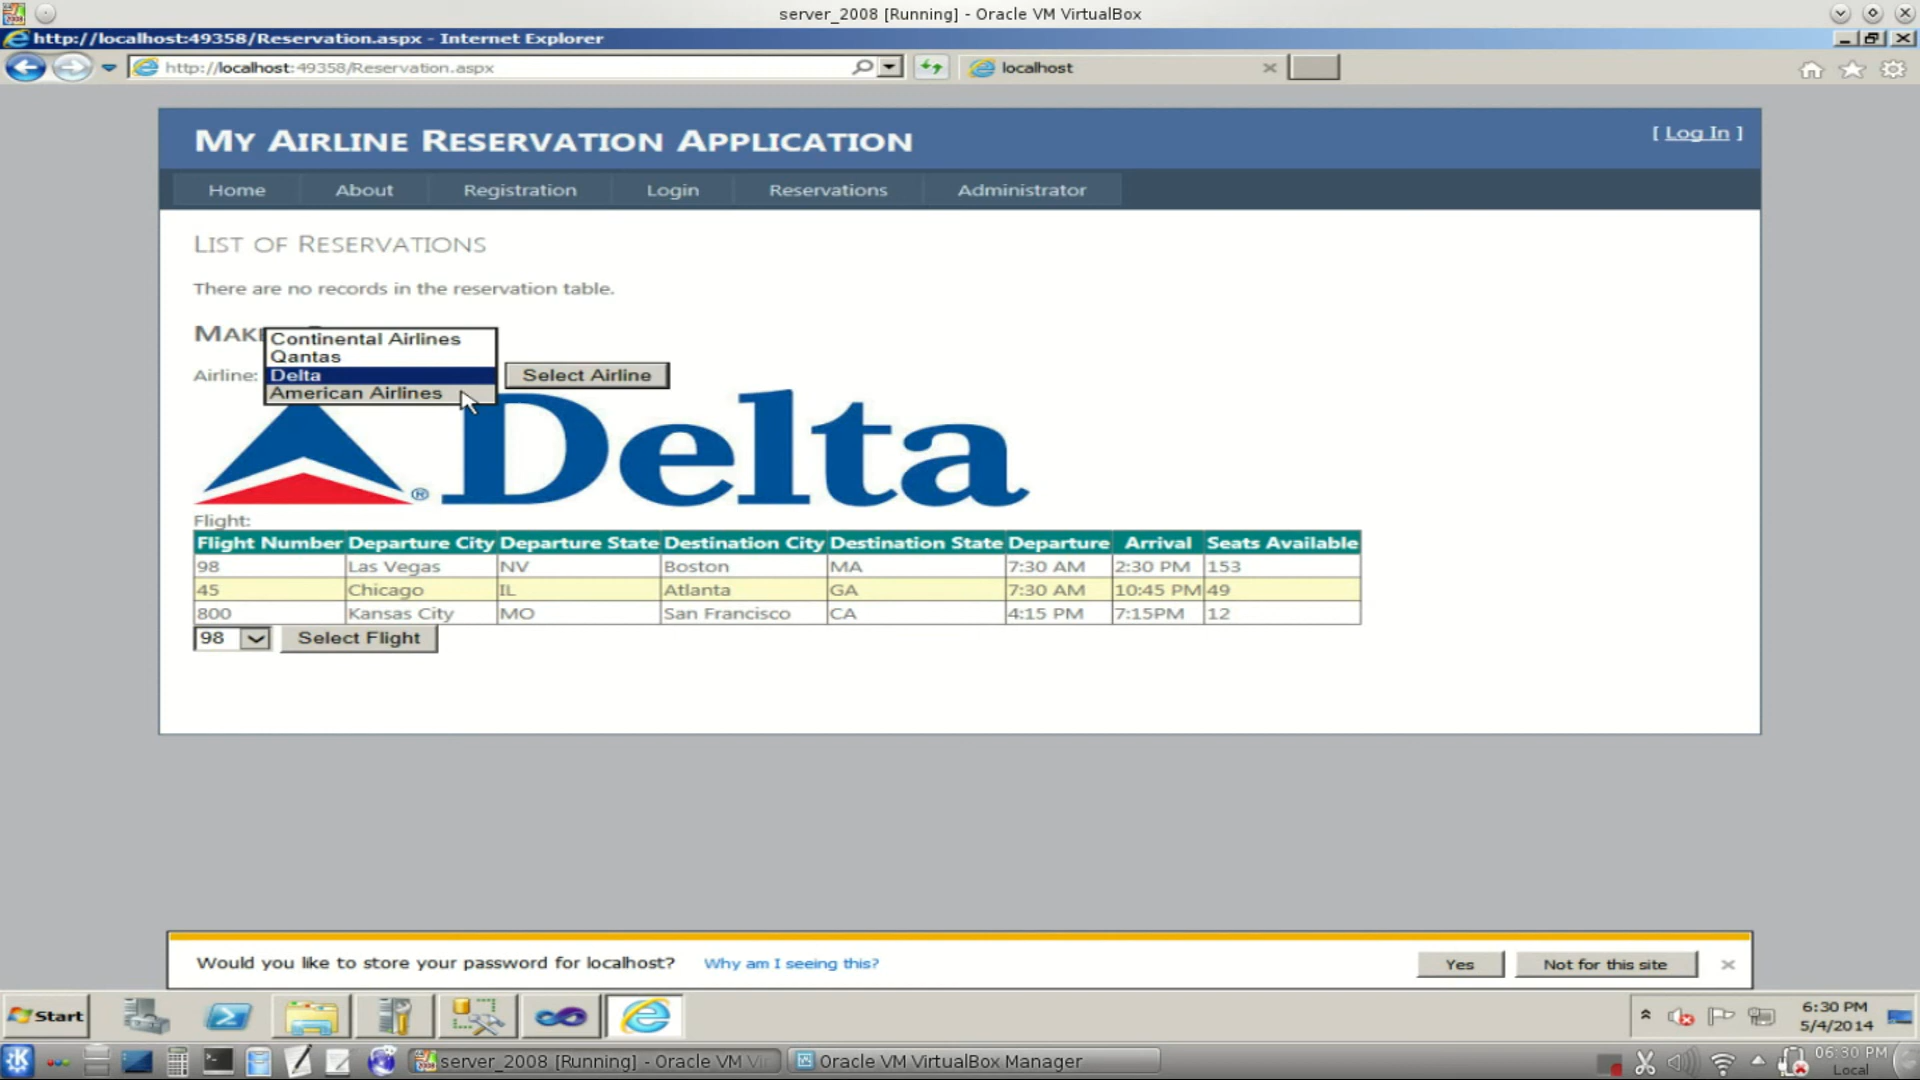 server_2008 [Running] - Oracle VM VirtualBox
http://localhost:49358/Reservation.aspx - Internet Explorer
http://localhost:49358/Reservation.aspx
localhost
MY AIRLINE RESERVATION APPLICATION
[ Log In ]
Home About Registration Login Reservations Administrator
LIST OF RESERVATIONS
There are no records in the reservation table.
Continental Airlines
Qantas
Airline: Delta Select Airline
American Airlines
Delta
®
Flight:
Flight Number Departure City Departure State Destination City Destination State Departure Arrival Seats Available
98 Las Vegas NV Boston MA 7:30 AM 2:30 PM 153
45 Chicago IL Atlanta GA 7:30 AM 10:45 PM 49
800 Kansas City MO San Francisco CA 4:15 PM 7:15PM 12
98 Select Flight
Would you like to store your password for localhost? Why am I seeing this? Yes Not for this site
Start
6:30 PM
5/4/2014
server_2008 [Running] - Oracle VM
Oracle VM VirtualBox Manager
06:30 PM
Local